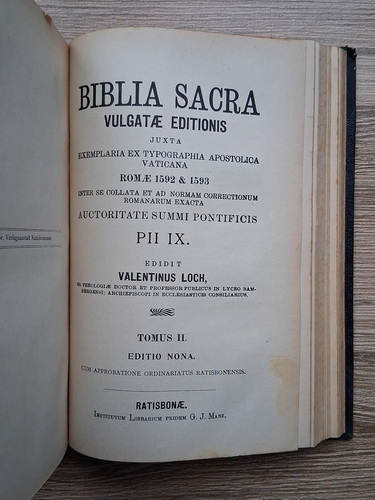 BIBLIA SACRA
VULGATÆ EDITIONIS
JUXTA
EXEMPLARIA EX TYPOGRAPHIA APOSTOLICA
VATICANA
ROMÆ 1592 & 1593
INTER SE COLLATA ET AD NORMAM CORRECTIONUM
ROMANARUM EXACTA
AUCTORITATE SUMMI PONTIFICIS
PII IX.
EDIDIT
VALENTINUS LOCH,
THEOLOGIÆ DOCTOR ET PROFESSOR PUBLICUS IN LYCEO BAM-
BERGENSI; ARCHIEPISCOPI IN ECCLESIASTICIS CONSILIARIUS.
TOMUS II.
EDITIO NONA.
CUM APPROBATIONE ORDINARIATUS RATISBONENSIS.
RATISBONÆ.
INSTITUTUM LIBRARIUM PRIDEM G. J. MANZ.